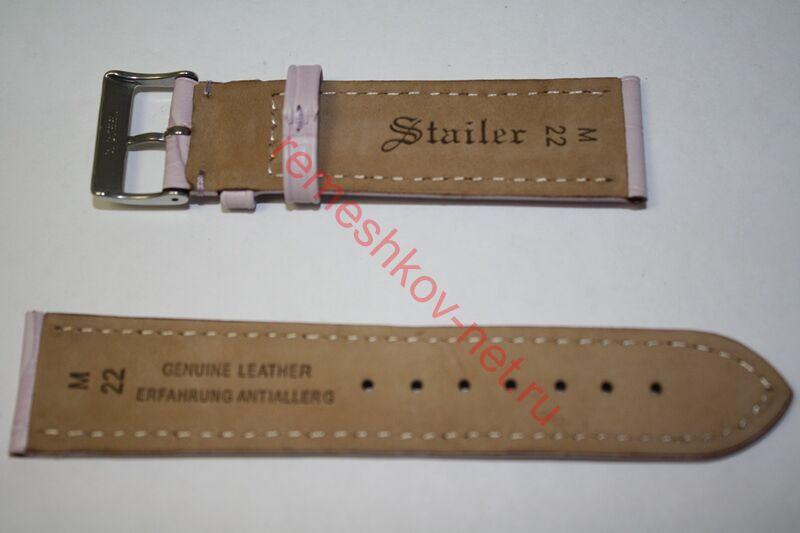 Stailer
22
M
remeshkov-net.ru
M
22
GENUINE LEATHER
ERFAHRUNG ANTIALLERG